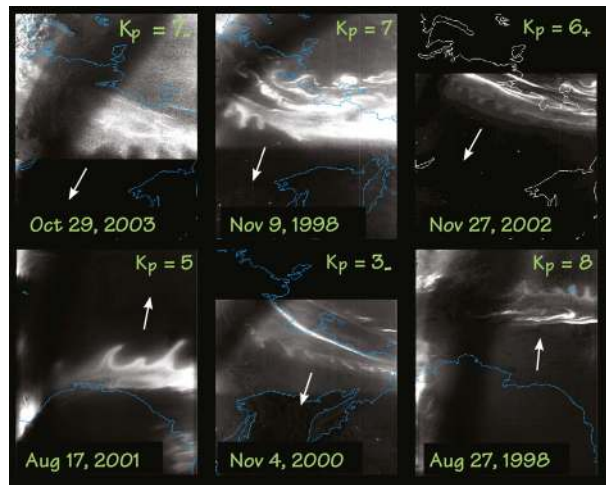 Kp = 7-
Oct 29, 2003
Kp = 7
Nov 9, 1998
Kp = 6+
Nov 27, 2002
Kp = 5
Aug 17, 2001
Kp = 3-
Nov 4, 2000
Kp = 8
Aug 27, 1998